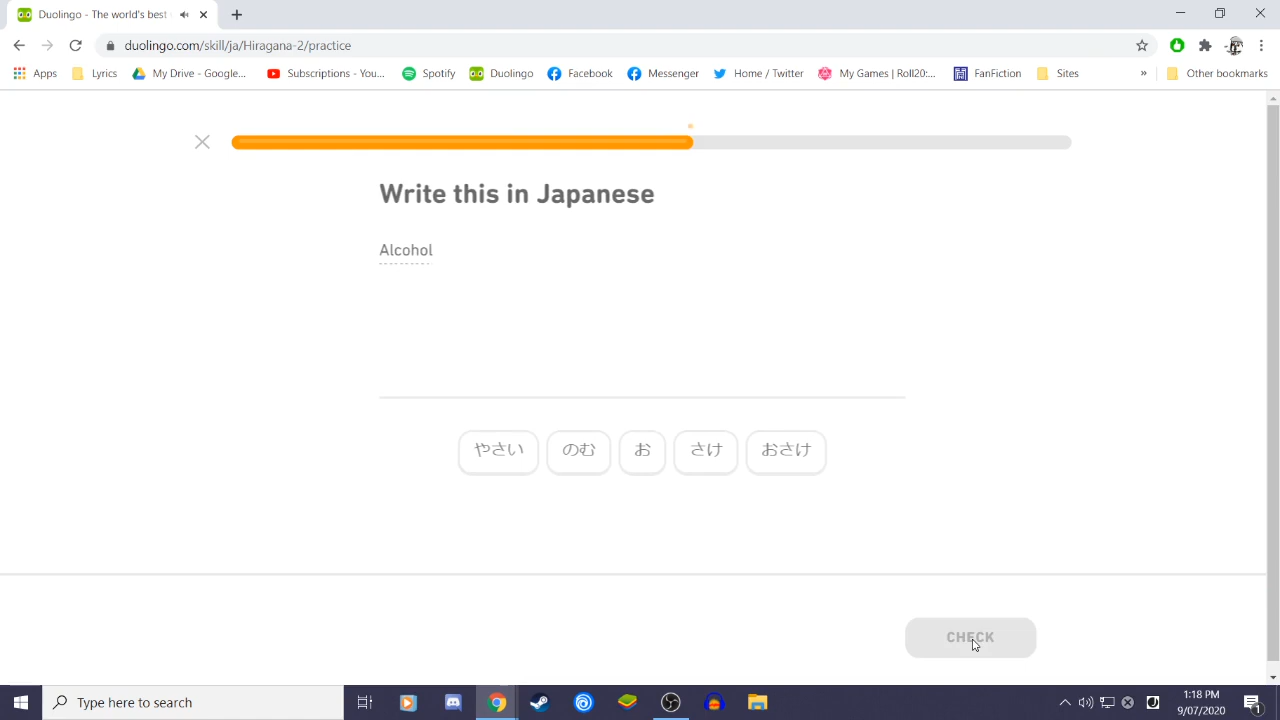 Duolingo - The world's best
duolingo.com/skill/ja/Hiragana-2/practice
Apps Lyrics My Drive - Google... Subscriptions - You... Spotify Duolingo Facebook Messenger Home / Twitter My Games | Roll20:... FanFiction Sites » Other bookmarks
Write this in Japanese
Alcohol
やさい のむ お さけ おさけ
CHECK
Type here to search
1:18 PM
9/07/2020
1